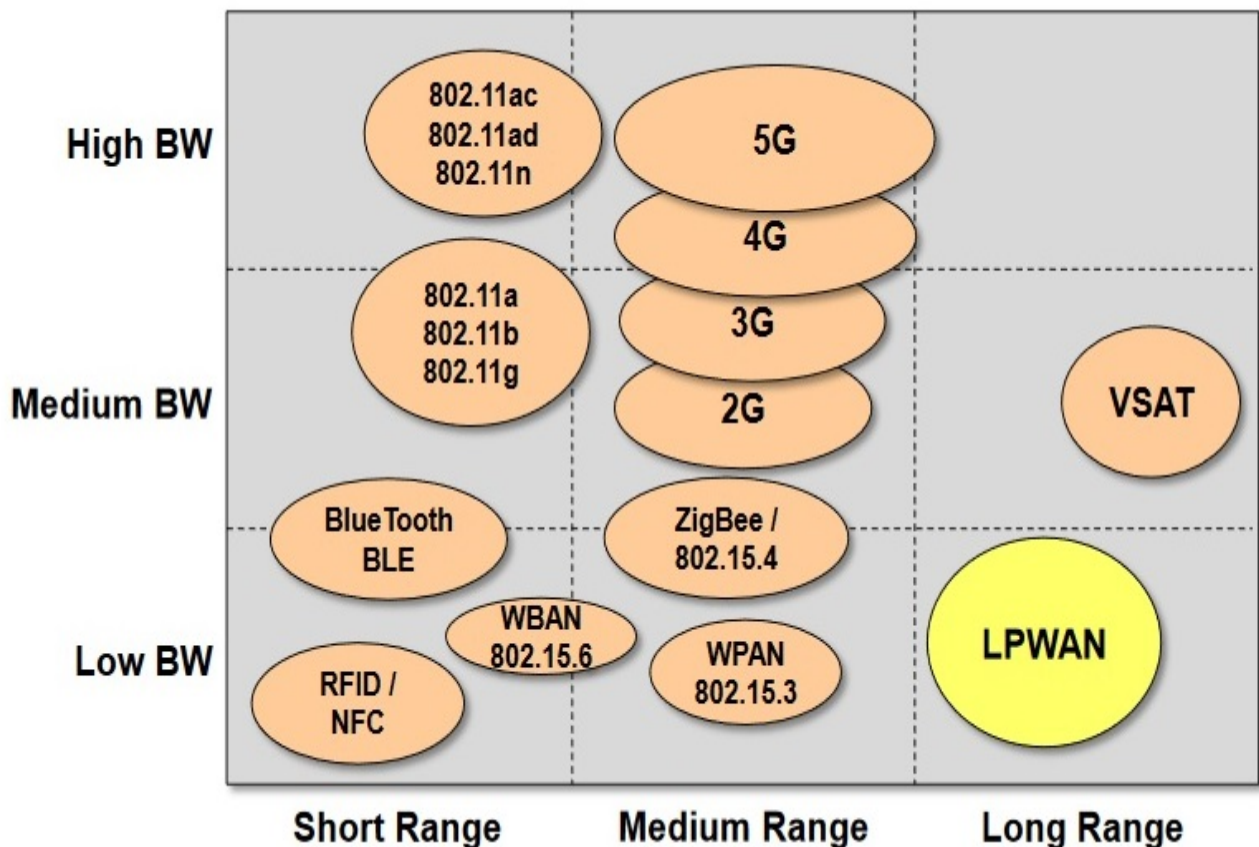 High BW
802.11ac
802.11ad
802.11n
5G
4G
Medium BW
802.11a
802.11b
802.11g
3G
2G
VSAT
BlueTooth
BLE
ZigBee /
802.15.4
Low BW
WBAN
802.15.6
RFID /
NFC
WPAN
802.15.3
LPWAN
Short Range
Medium Range
Long Range